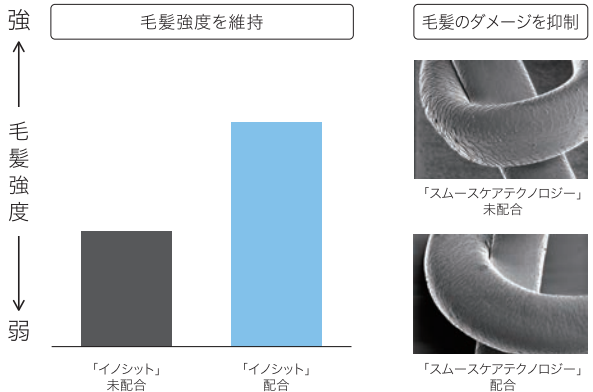 強
毛髪強度
弱
毛髪強度を維持
「イノシット」
未配合
「イノシット」
配合
毛髪のダメージを抑制
「スムースケアテクノロジー」
未配合
「スムースケアテクノロジー」
配合